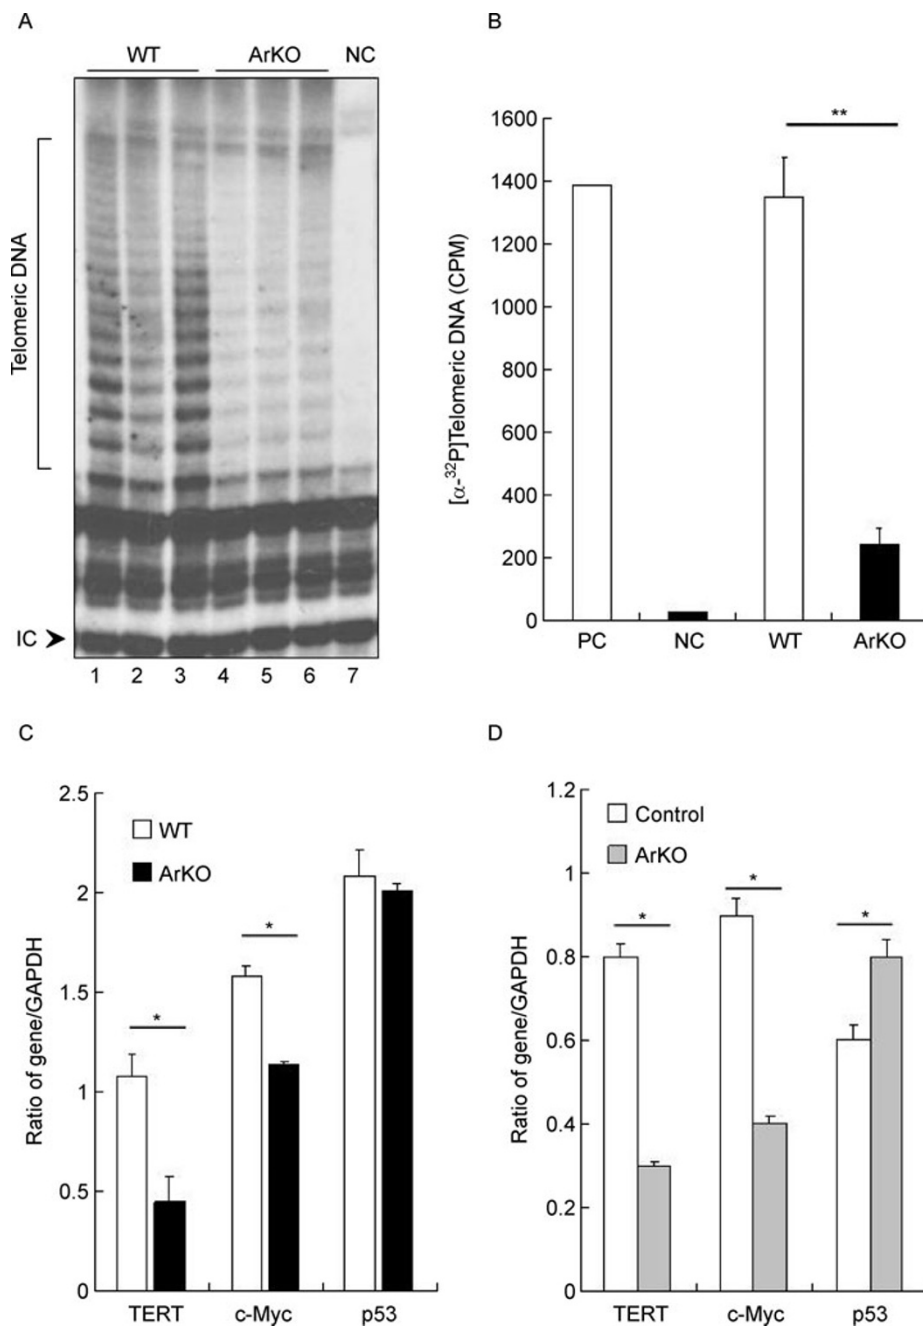 A
WT ArKO NC
Telomeric DNA
IC
1 2 3 4 5 6 7
B
[α-³²P]Telomeric DNA (CPM)
1600
1400
1200
1000
800
600
400
200
0
**
PC NC WT ArKO
C
Ratio of gene/GAPDH
2.5
2
1.5
1
0.5
0
WT
ArKO
*
*
TERT c-Myc p53
D
Ratio of gene/GAPDH
1.2
1
0.8
0.6
0.4
0.2
0
Control
ArKO
*
*
*
TERT c-Myc p53